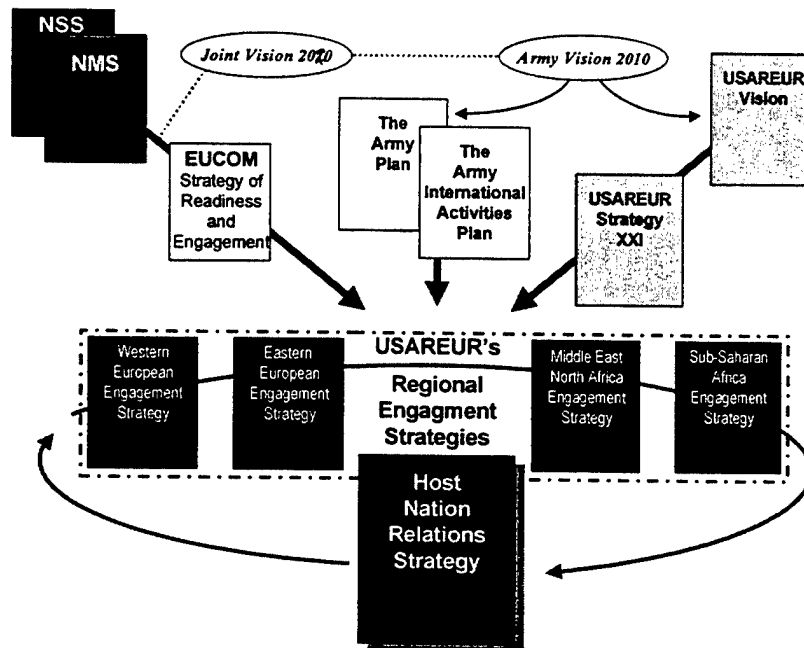 NSS
NMS
Joint Vision
Army Vision 2010
USAREUR
Vision
The
Army
Plan
The
Army
International
Activities
Plan
EUCOM
Strategy of
Readiness
and
Engagement
USAREUR
Strategy
XXI
USAREUR's
Regional
Engagment
Strategies
Western
European
Engagement
Strategy
Eastern
European
Engagement
Strategy
Middle East
North Africa
Engagement
Strategy
Sub-Saharan
Africa
Engagement
Strategy
Host
Nation
Relations
Strategy